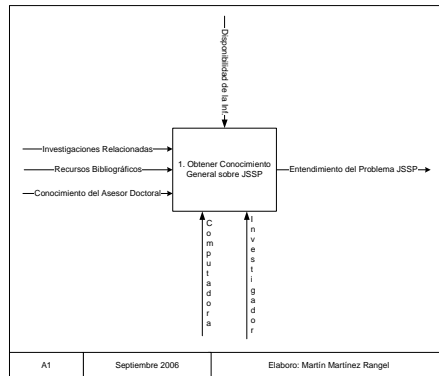 Disponibilidad de la Inf.
Investigaciones Relacionadas
Recursos Bibliográficos
Conocimiento del Asesor Doctoral
1. Obtener Conocimiento
General sobre JSSP
Entendimiento del Problema JSSP
Computadora
Investigador
A1
Septiembre 2006
Elaboro: Martín Martínez Rangel